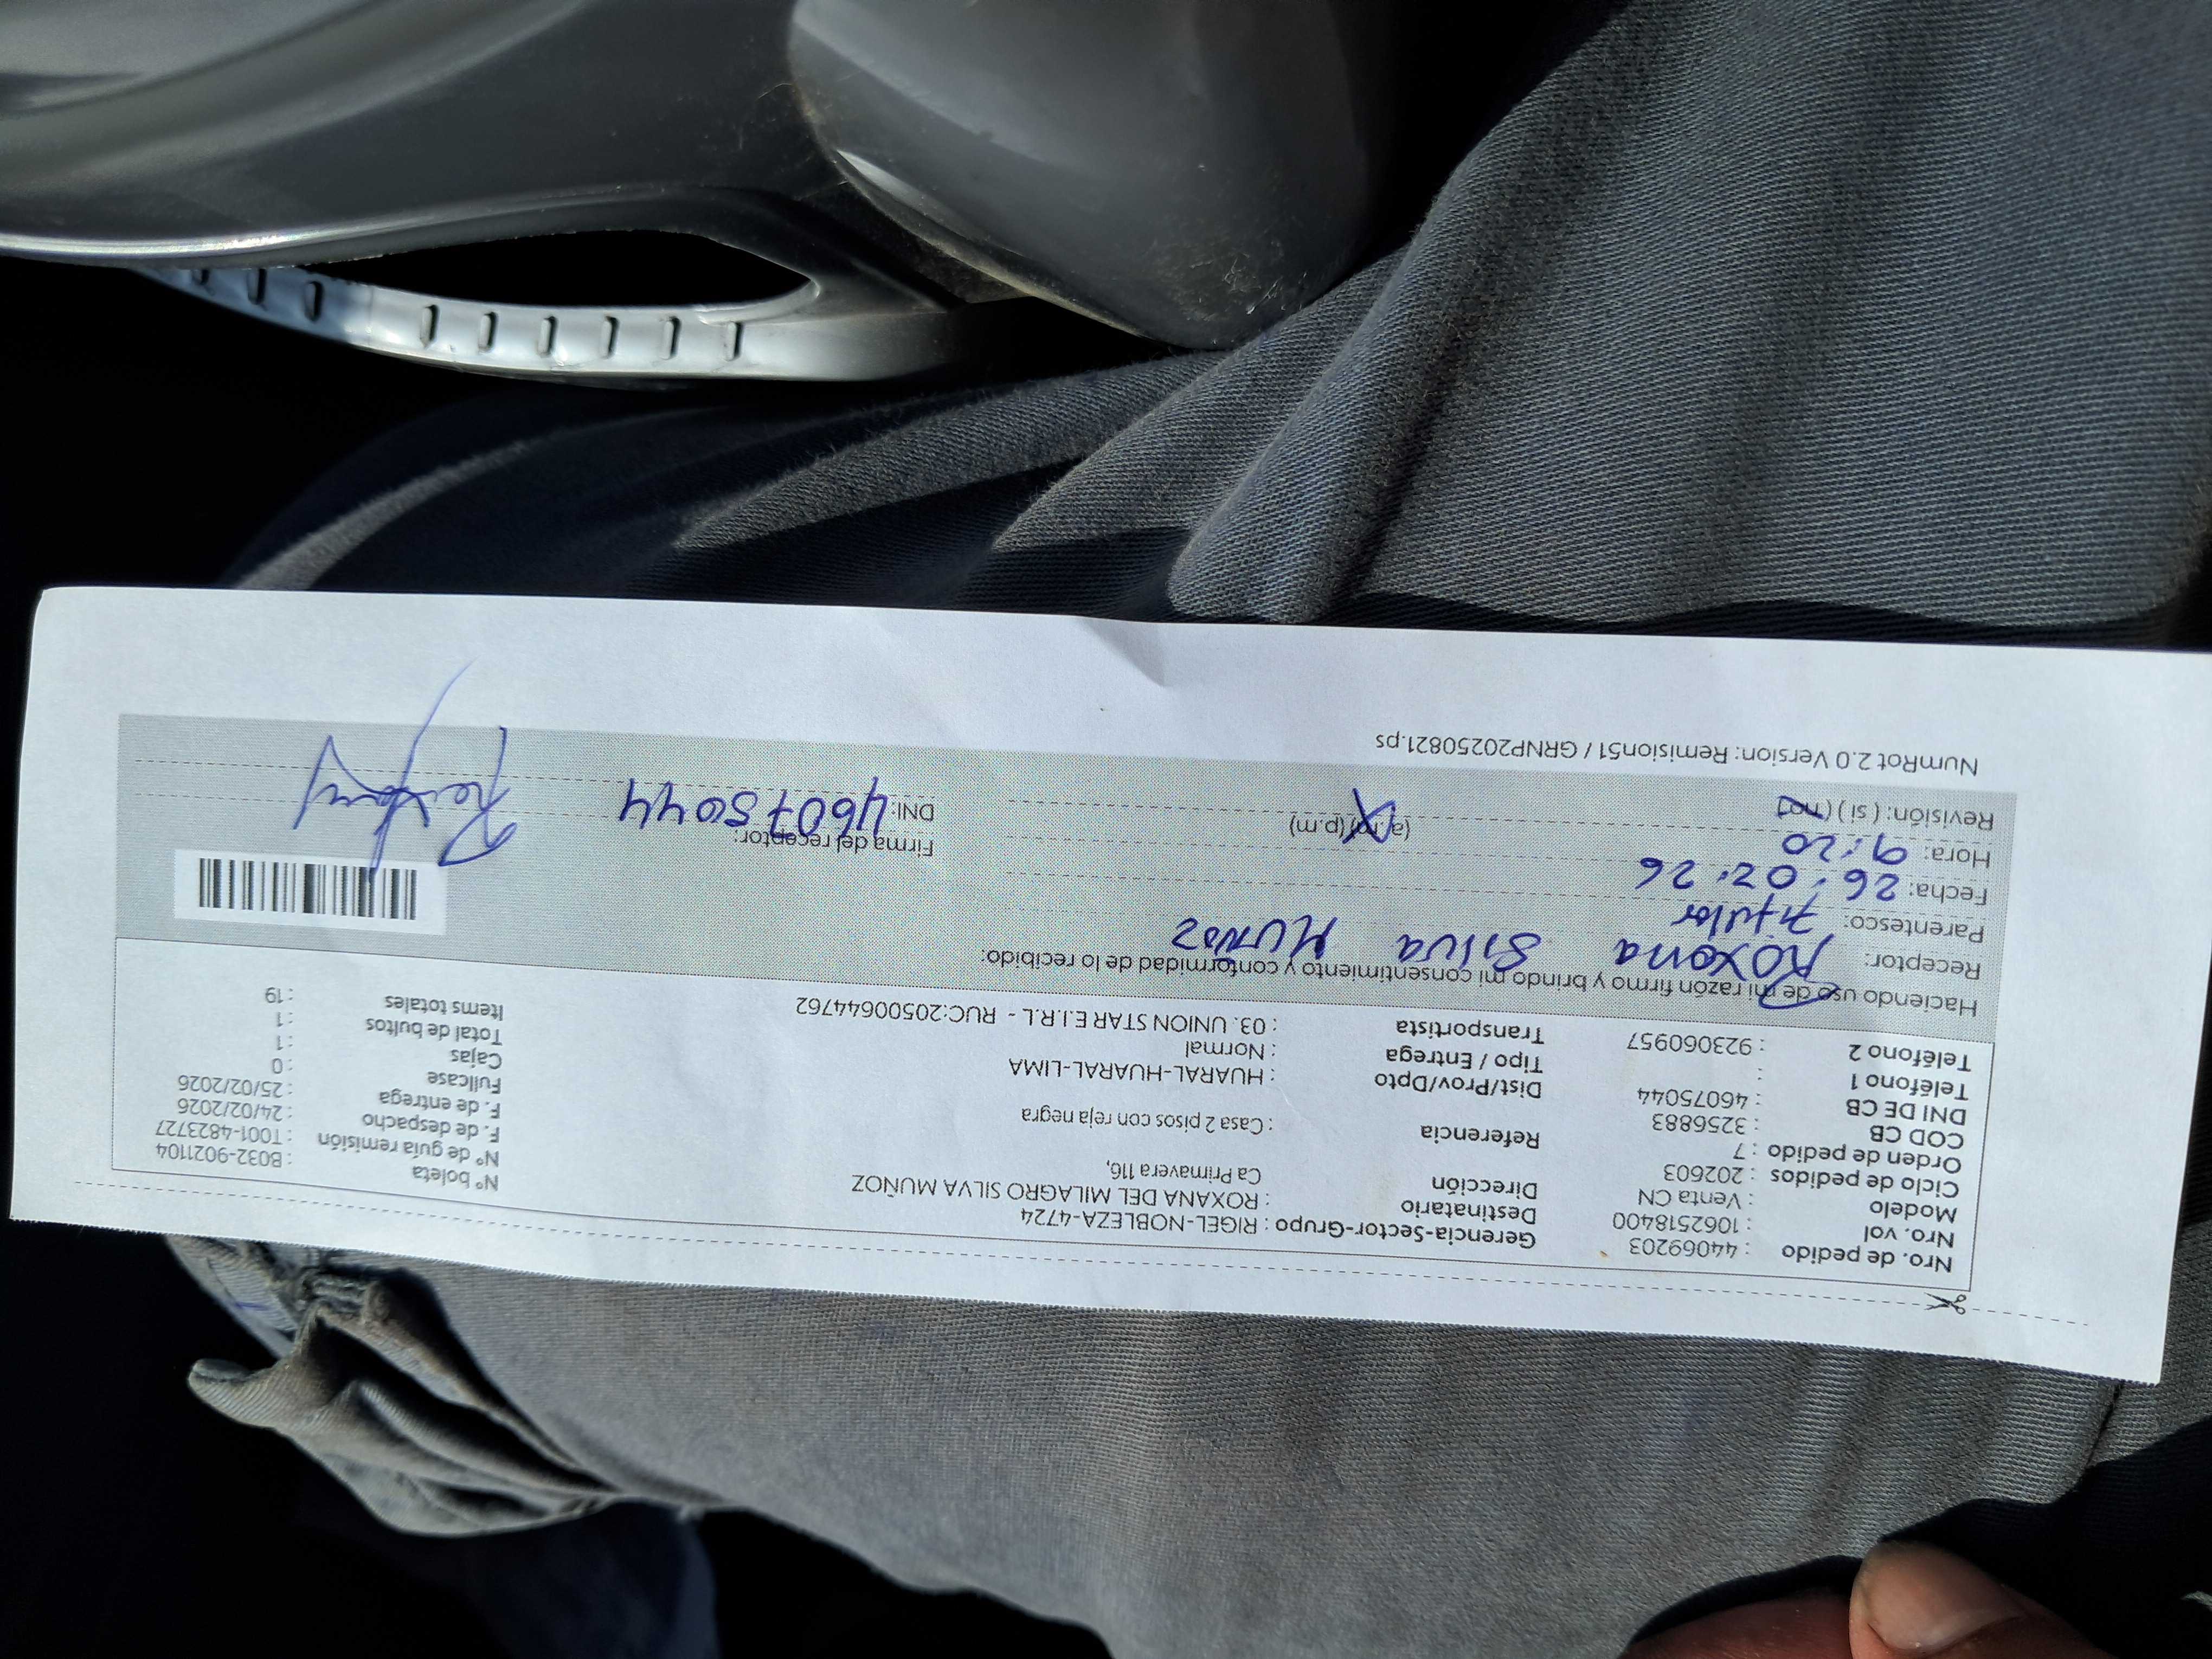 Nro. de pedido : 44069203 Gerencia-Sector-Grupo : RIGEL-NOBLEZA-4724 N° boleta : B032-9021104
Nro. vol : 1062518400 Destinatario : ROXANA DEL MILAGRO SILVA MUÑOZ N° de guía remisión : T001-4823727
Modelo : Venta CN Dirección Ca Primavera 116, F. de despacho : 24/02/2026
Ciclo de pedidos : 202603 F. de entrega : 25/02/2026
Orden de pedido : 7 Referencia : Casa 2 pisos con reja negra Fullcase : 0
COD CB : 3256883 Cajas : 1
DNI DE CB : 46075044 Dist/Prov/Dpto : HUARAL-HUARAL-LIMA Total de bultos : 1
Teléfono 1 : Tipo / Entrega : Normal Items totales : 19
Teléfono 2 : 923060957 Transportista : 03. UNION STAR E.I.R.L - RUC:20500644762
Haciendo uso de mi razón firmo y brindo mi consentimiento y conformidad de lo recibido:
Receptor: Roxana Silva Muñoz
Parentesco: Titular
Fecha: 26:02:26
Hora: 9:20 (a.m) (p.m) Firma del receptor:
Revisión: ( si ) ( no ) DNI: 46075044
NumRot 2.0 Version: Remision51 / GRNP20250821.ps